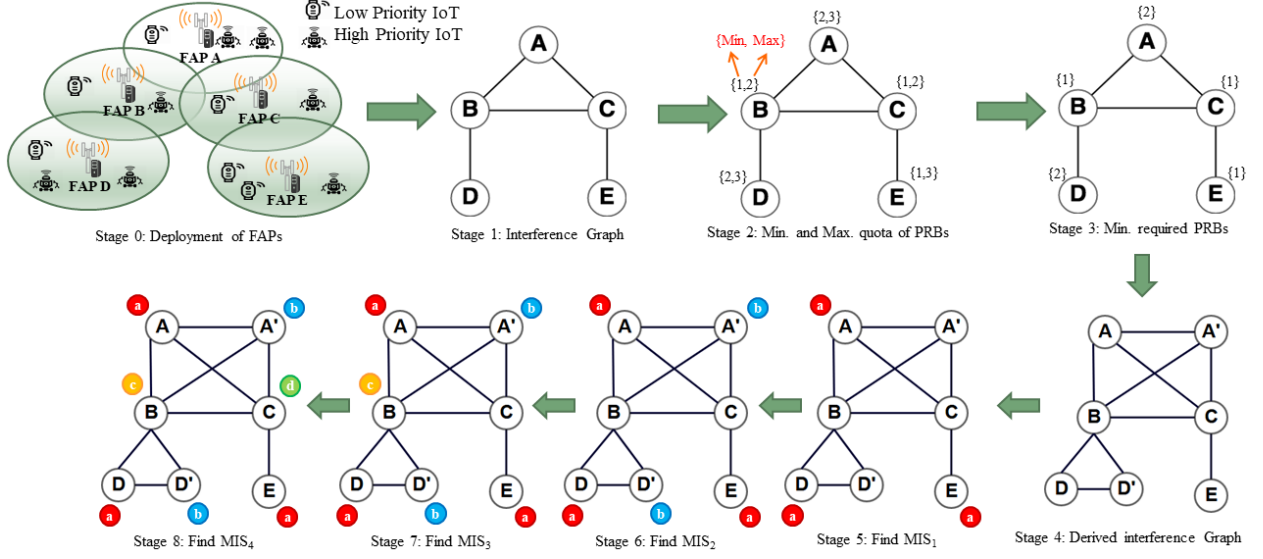 Low Priority IoT
High Priority IoT
FAP A
FAP B
FAP C
FAP D
FAP E
Stage 0: Deployment of FAPs
A
B
C
D
E
Stage 1: Interference Graph
{Min, Max}
{2,3}
A
{1,2}
B
{1,2}
C
{2,3}
D
{1,3}
E
Stage 2: Min. and Max. quota of PRBs
{2}
A
{1}
B
{1}
C
{2}
D
{1}
E
Stage 3: Min. required PRBs
A
A'
B
C
D
D'
E
Stage 4: Derived interference Graph
a
A
A'
B
C
D
D'
E
a
a
Stage 5: Find MIS1
a
b
A
A'
B
C
D
D'
E
a
b
a
Stage 6: Find MIS2
a
b
A
A'
c
B
C
D
D'
E
a
b
a
Stage 7: Find MIS3
a
b
A
A'
c
d
B
C
D
D'
E
a
b
a
Stage 8: Find MIS4